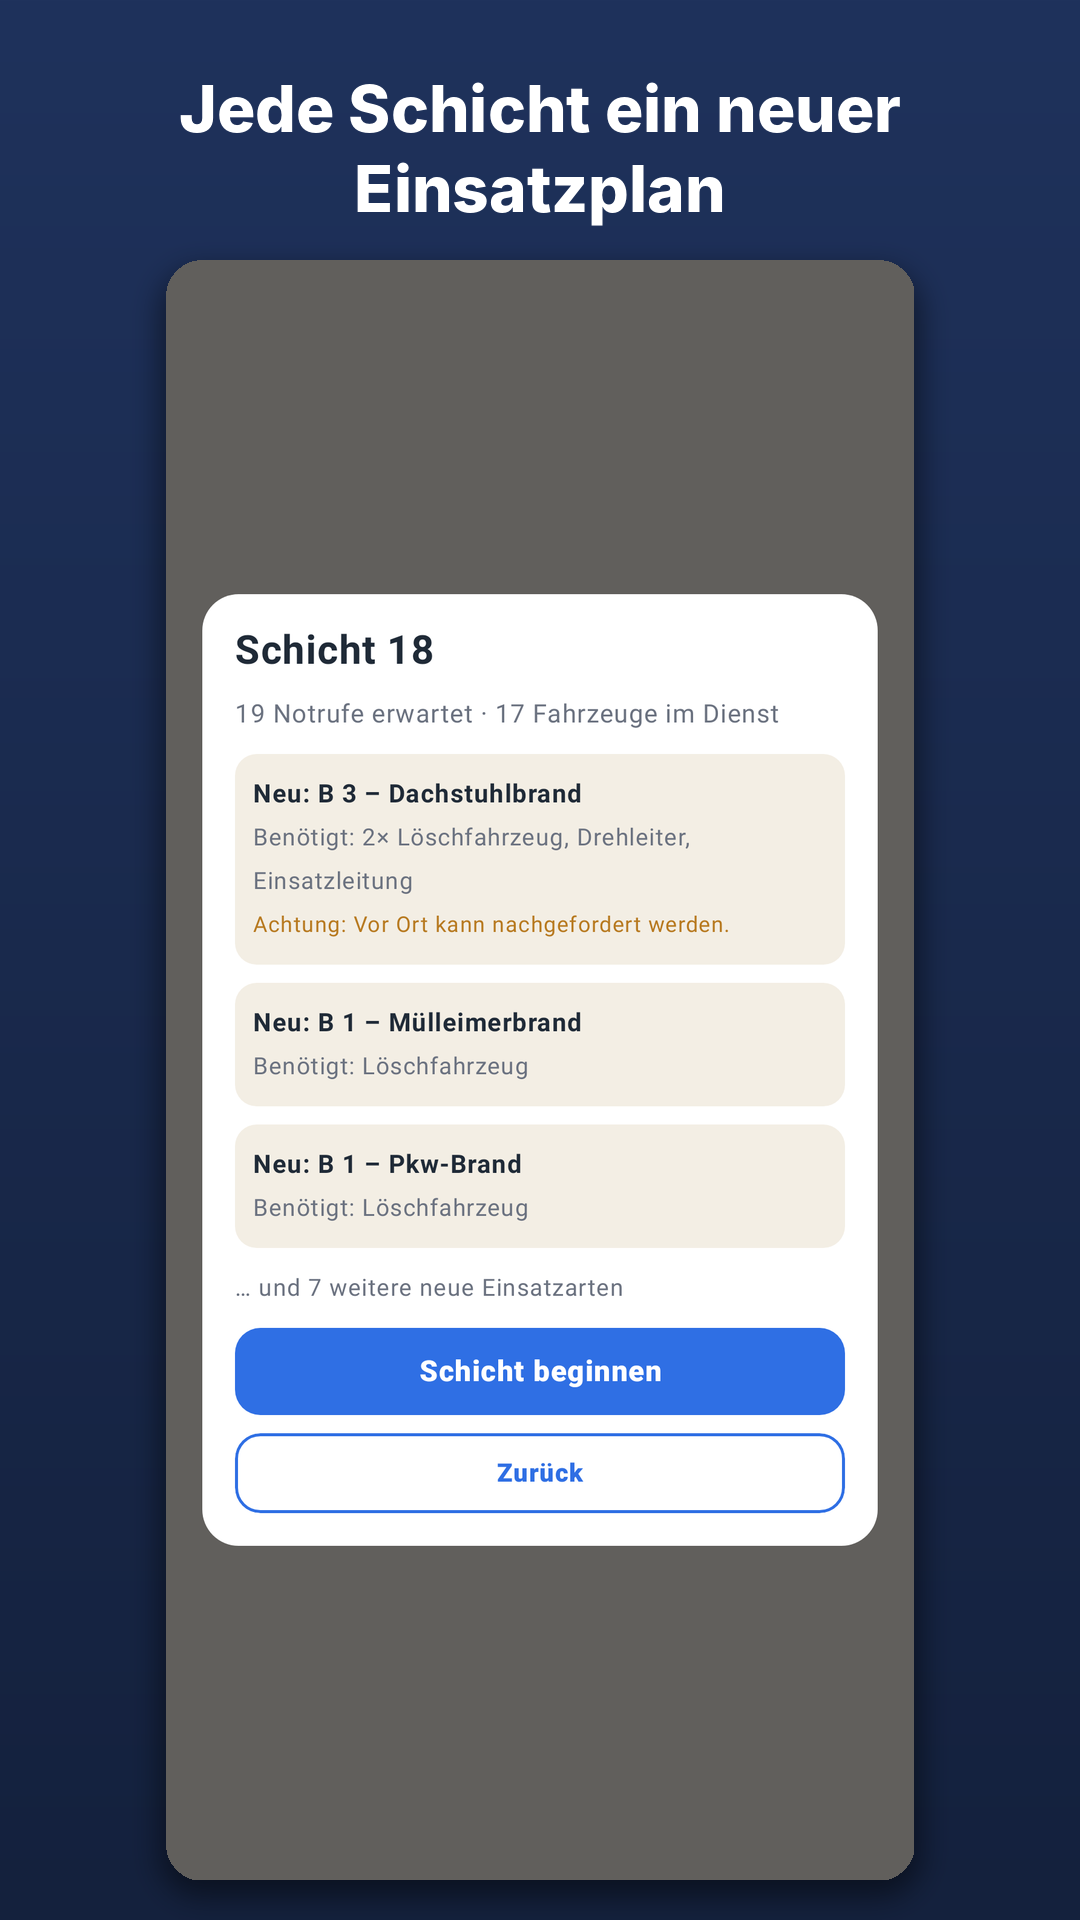 Jede Schicht ein neuer
Einsatzplan
Schicht 18
19 Notrufe erwartet · 17 Fahrzeuge im Dienst
Neu: B 3 – Dachstuhlbrand
Benötigt: 2× Löschfahrzeug, Drehleiter,
Einsatzleitung
Achtung: Vor Ort kann nachgefordert werden.
Neu: B 1 – Mülleimerbrand
Benötigt: Löschfahrzeug
Neu: B 1 – Pkw-Brand
Benötigt: Löschfahrzeug
… und 7 weitere neue Einsatzarten
Schicht beginnen
Zurück